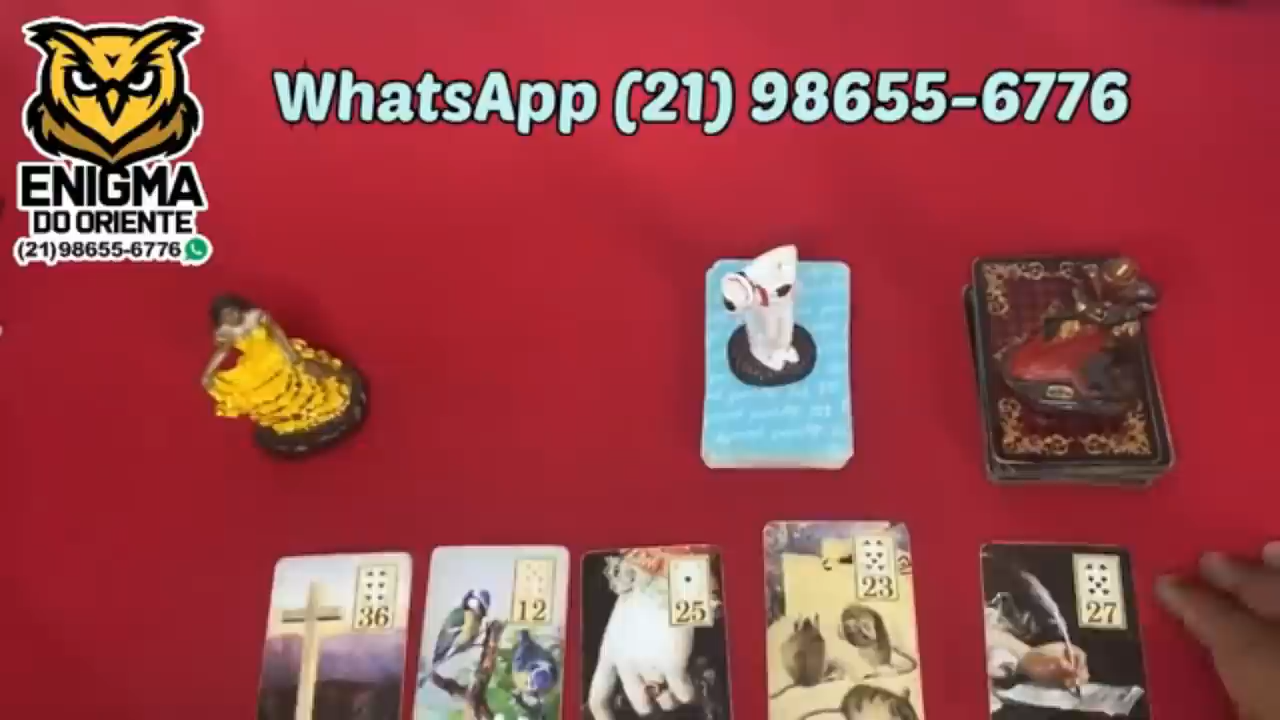 WhatsApp (21) 98655-6776
ENIGMA
DO ORIENTE
(21)98655-6776
36
12
25
23
27